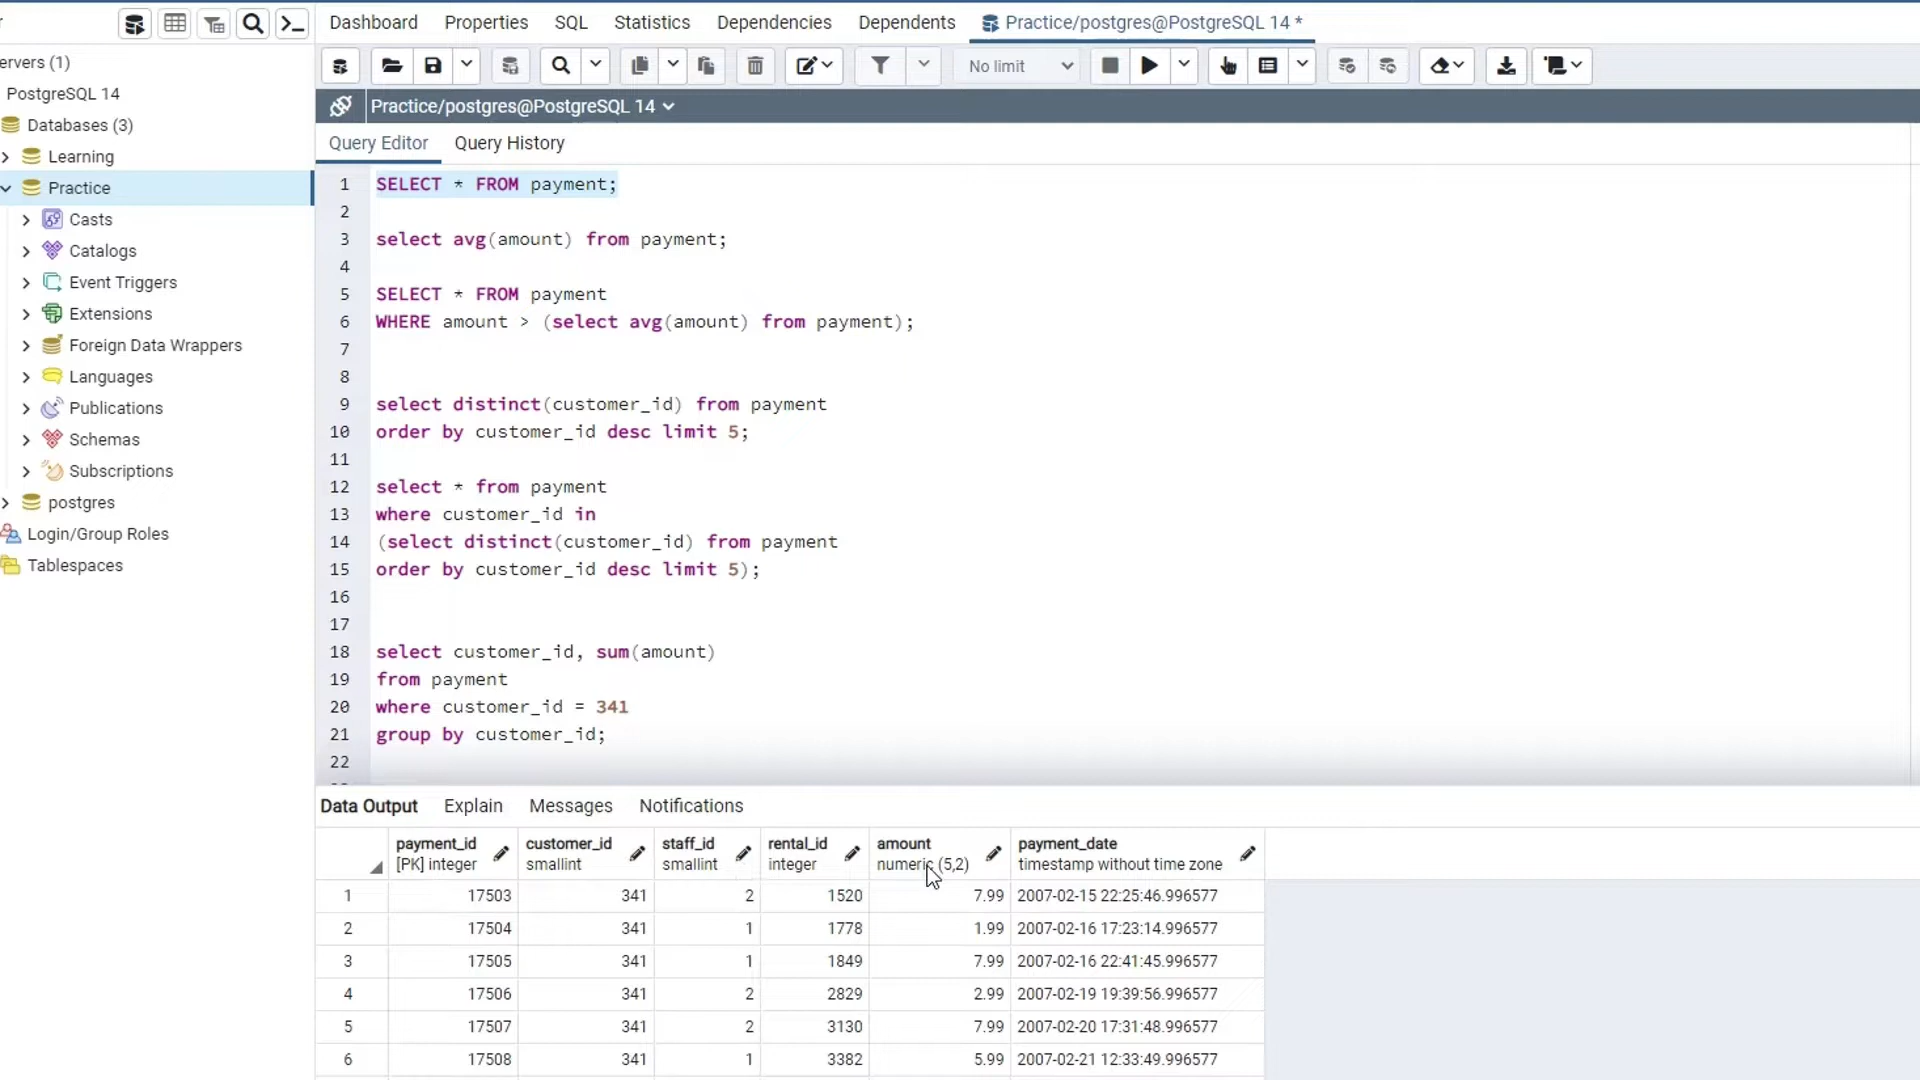 Dashboard Properties SQL Statistics Dependencies Dependents Practice/postgres@PostgreSQL 14 *
ervers (1)
No limit
PostgreSQL 14
Practice/postgres@PostgreSQL 14
Databases (3)
Query Editor Query History
Learning
Practice
Casts
Catalogs
Event Triggers
Extensions
Foreign Data Wrappers
Languages
Publications
Schemas
Subscriptions
postgres
Login/Group Roles
Tablespaces
1 SELECT * FROM payment;
2
3 select avg(amount) from payment;
4
5 SELECT * FROM payment
6 WHERE amount > (select avg(amount) from payment);
7
8
9 select distinct(customer_id) from payment
10 order by customer_id desc limit 5;
11
12 select * from payment
13 where customer_id in
14 (select distinct(customer_id) from payment
15 order by customer_id desc limit 5);
16
17
18 select customer_id, sum(amount)
19 from payment
20 where customer_id = 341
21 group by customer_id;
22
Data Output Explain Messages Notifications
payment_id customer_id staff_id rental_id amount payment_date
[PK] integer smallint smallint integer numeric (5,2) timestamp without time zone
1 17503 341 2 1520 7.99 2007-02-15 22:25:46.996577
2 17504 341 1 1778 1.99 2007-02-16 17:23:14.996577
3 17505 341 1 1849 7.99 2007-02-16 22:41:45.996577
4 17506 341 2 2829 2.99 2007-02-19 19:39:56.996577
5 17507 341 2 3130 7.99 2007-02-20 17:31:48.996577
6 17508 341 1 3382 5.99 2007-02-21 12:33:49.996577